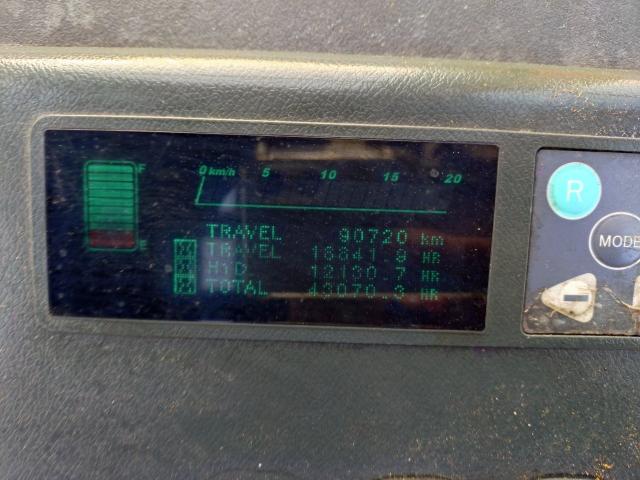 F
0 km/h 5 10 15 20
E
TRAVEL 90720 km
TRAVEL 16841.9 HR
HYD. 12130.7 HR
TOTAL 43070.3 HR
R
MODE